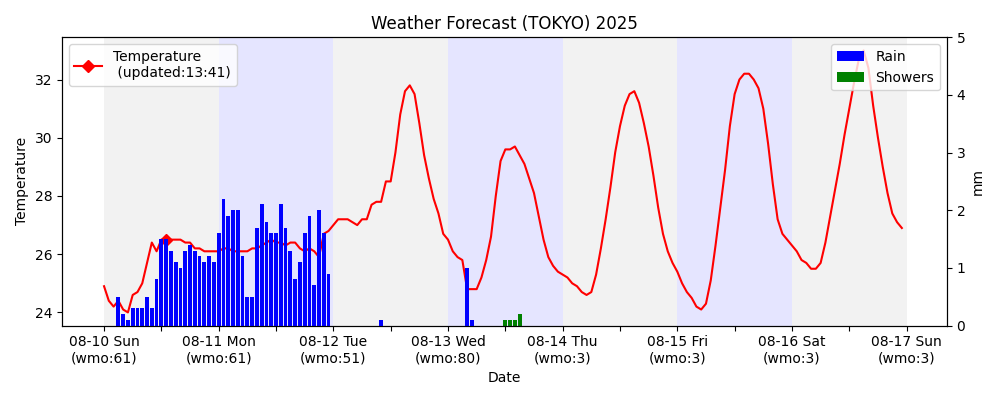 Weather Forecast (TOKYO) 2025
Temperature
(updated:13:41)
Rain
Showers
Temperature
32
30
28
26
24
5
4
3
2
1
0
mm
08-10 Sun
(wmo:61)
08-11 Mon
(wmo:61)
08-12 Tue
(wmo:51)
08-13 Wed
(wmo:80)
08-14 Thu
(wmo:3)
08-15 Fri
(wmo:3)
08-16 Sat
(wmo:3)
08-17 Sun
(wmo:3)
Date